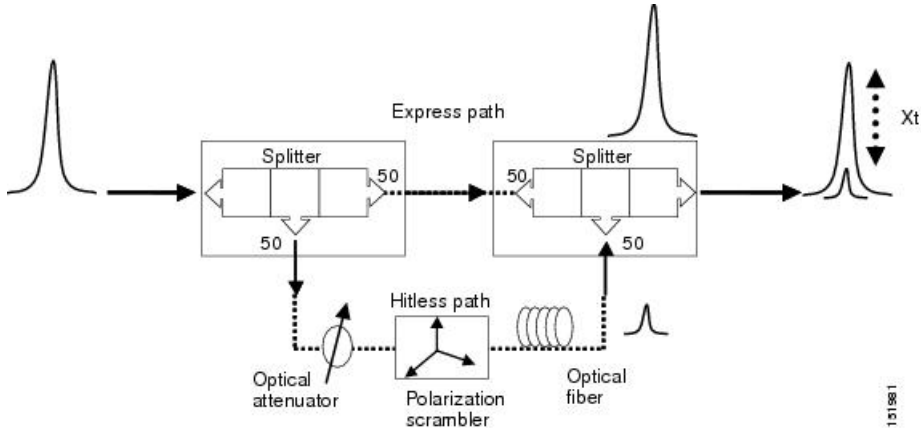 Express path
Xt
Splitter
Splitter
50
50
50
50
Hitless path
Optical
attenuator
Polarization
scrambler
Optical
fiber
151981